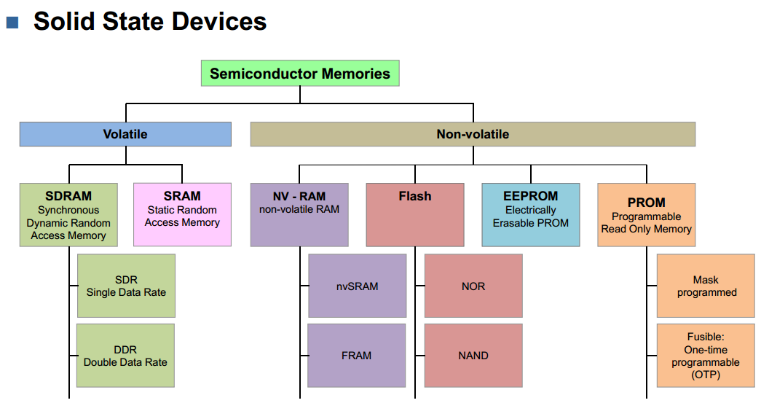 Solid State Devices
Semiconductor Memories
Volatile
Non-volatile
SDRAM
Synchronous
Dynamic Random
Access Memory
SRAM
Static Random
Access Memory
NV - RAM
non-volatile RAM
Flash
EEPROM
Electrically
Erasable PROM
PROM
Programmable
Read Only Memory
SDR
Single Data Rate
nvSRAM
NOR
Mask
programmed
DDR
Double Data Rate
FRAM
NAND
Fusible:
One-time
programmable
(OTP)